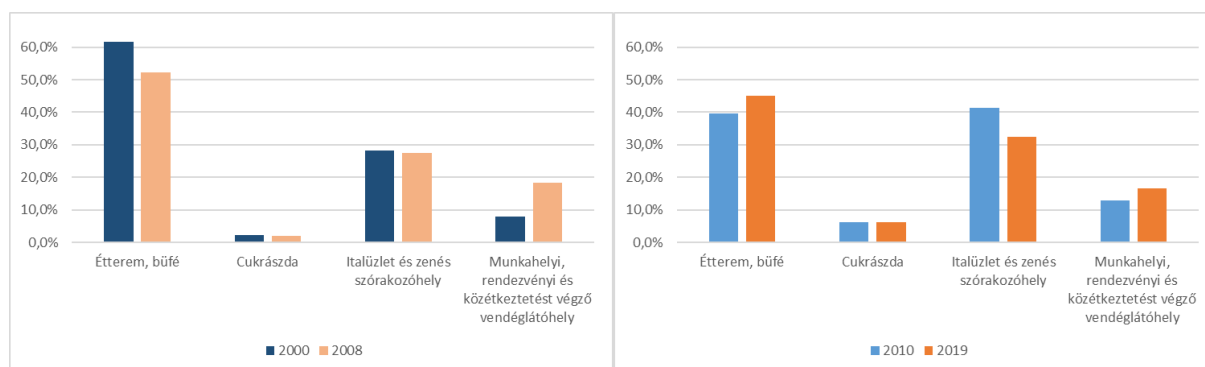 60,0%
50,0%
40,0%
30,0%
20,0%
10,0%
0,0%
Étterem, büfé
Cukrászda
Italüzlet és zenés
szórakozóhely
Munkahelyi,
rendezvényi és
közétkeztetést végző
vendéglátóhely
2000
2008
60,0%
50,0%
40,0%
30,0%
20,0%
10,0%
0,0%
Étterem, büfé
Cukrászda
Italüzlet és zenés
szórakozóhely
Munkahelyi,
rendezvényi és
közétkeztetést végző
vendéglátóhely
2010
2019